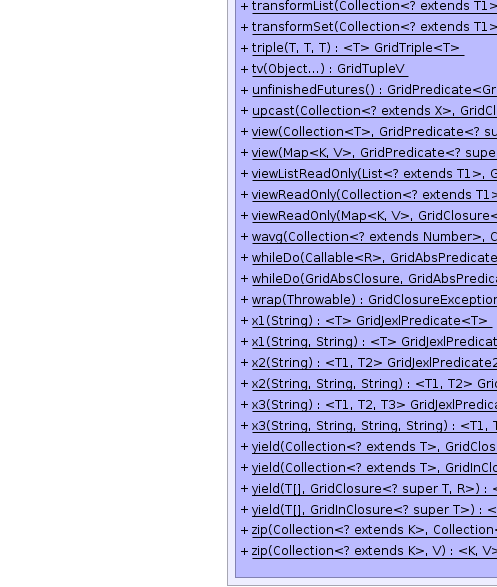 + transformList(Collection<? extends T1>
+ transformSet(Collection<? extends T1>
+ triple(T, T, T) : <T> GridTriple<T>
+ tv(Object...) : GridTupleV
+ unfinishedFutures() : GridPredicate<Gr
+ upcast(Collection<? extends X>, GridCl
+ view(Collection<T>, GridPredicate<? su
+ view(Map<K, V>, GridPredicate<? supe
+ viewListReadOnly(List<? extends T1>, G
+ viewReadOnly(Collection<? extends T1>
+ viewReadOnly(Map<K, V>, GridClosure<
+ wavg(Collection<? extends Number>, C
+ whileDo(Callable<R>, GridAbsPredicate
+ whileDo(GridAbsClosure, GridAbsPredica
+ wrap(Throwable) : GridClosureException
+ x1(String) : <T> GridJexlPredicate<T>
+ x1(String, String) : <T> GridJexlPredicat
+ x2(String) : <T1, T2> GridJexlPredicate2
+ x2(String, String, String) : <T1, T2> Grid
+ x3(String) : <T1, T2, T3> GridJexlPredica
+ x3(String, String, String, String) : <T1, T
+ yield(Collection<? extends T>, GridClos
+ yield(Collection<? extends T>, GridInClo
+ yield(T[], GridClosure<? super T, R>) : <
+ yield(T[], GridInClosure<? super T>) : <
+ zip(Collection<? extends K>, Collection<
+ zip(Collection<? extends K>, V) : <K, V>